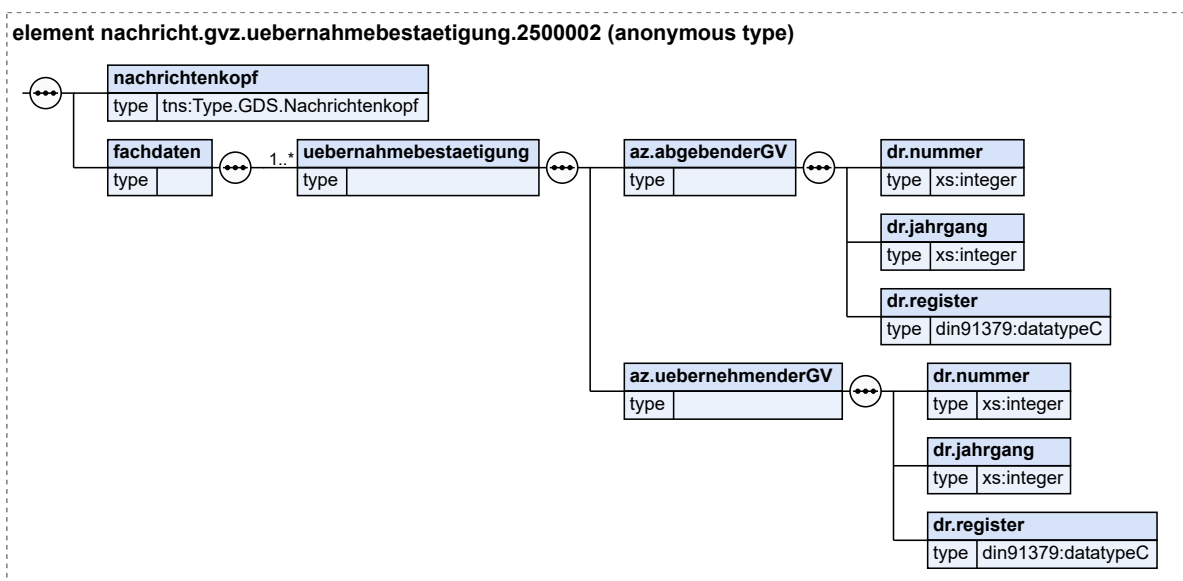 element nachricht.gvz.uebernahmebestaetigung.2500002 (anonymous type)
nachrichtenkopf
type tns:Type.GDS.Nachrichtenkopf
fachdaten
type
1..*
uebernahmebestaetigung
type
az.abgebenderGV
type
dr.nummer
type xs:integer
dr.jahrgang
type xs:integer
dr.register
type din91379:datatypeC
az.uebernehmenderGV
type
dr.nummer
type xs:integer
dr.jahrgang
type xs:integer
dr.register
type din91379:datatypeC